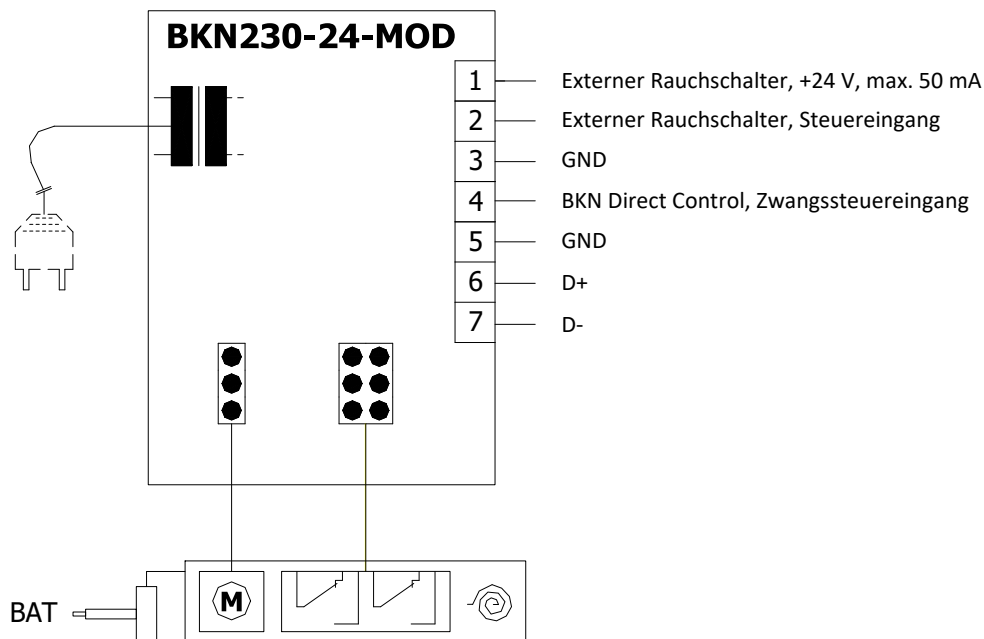 BKN230-24-MOD
1 Externer Rauchschalter, +24 V, max. 50 mA
2 Externer Rauchschalter, Steuereingang
3 GND
4 BKN Direct Control, Zwangssteuereingang
5 GND
6 D+
7 D-
BAT
M